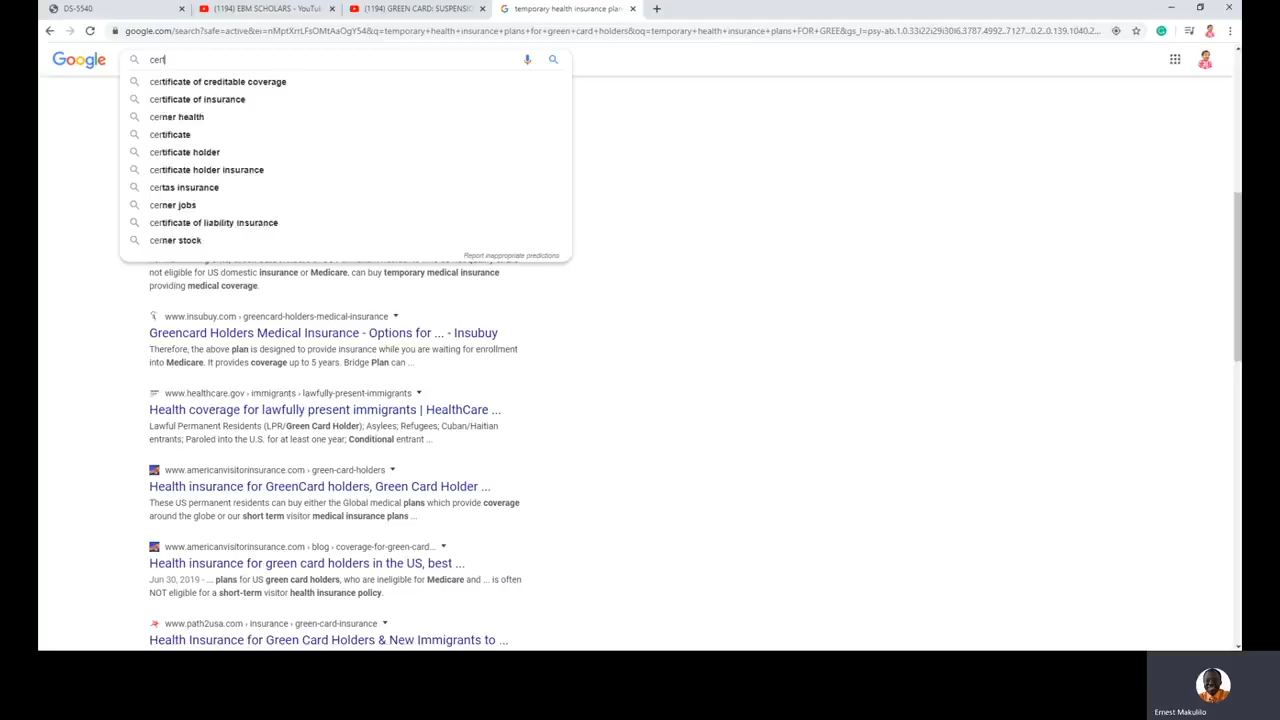 DS-5540
(1194) EBM SCHOLARS - YouTu
(1194) GREEN CARD: SUSPENSI
temporary health insurance plan
google.com/search?safe=active&ei=nMptXrrLFsOMtAaOgY54&q=temporary+health+insurance+plans+for+green+card+holders&oq=temporary+health+insurance+plans+FOR+GREE&gs_l=psy-ab.1.0.33i22i29i30l6.3787.4992..7127...0.2..0.139.1040.2...
Google
cert
certificate of creditable coverage
certificate of insurance
cerner health
certificate
certificate holder
certificate holder insurance
certas insurance
cerner jobs
certificate of liability insurance
cerner stock
Report inappropriate predictions
not eligible for US domestic insurance or Medicare, can buy temporary medical insurance
providing medical coverage.
www.insubuy.com › greencard-holders-medical-insurance
Greencard Holders Medical Insurance - Options for ... - Insubuy
Therefore, the above plan is designed to provide insurance while you are waiting for enrollment
into Medicare. It provides coverage up to 5 years. Bridge Plan can ...
www.healthcare.gov › immigrants › lawfully-present-immigrants
Health coverage for lawfully present immigrants | HealthCare ...
Lawful Permanent Residents (LPR/Green Card Holder); Asylees; Refugees; Cuban/Haitian
entrants; Paroled into the U.S. for at least one year; Conditional entrant ...
www.americanvisitorinsurance.com › green-card-holders
Health insurance for GreenCard holders, Green Card Holder ...
These US permanent residents can buy either the Global medical plans which provide coverage
around the globe or our short term visitor medical insurance plans ...
www.americanvisitorinsurance.com › blog › coverage-for-green-card...
Health insurance for green card holders in the US, best ...
Jun 30, 2019 - ... plans for US green card holders, who are ineligible for Medicare and ... is often
NOT eligible for a short-term visitor health insurance policy.
www.path2usa.com › insurance › green-card-insurance
Health Insurance for Green Card Holders & New Immigrants to ...
Ernest Makulilo